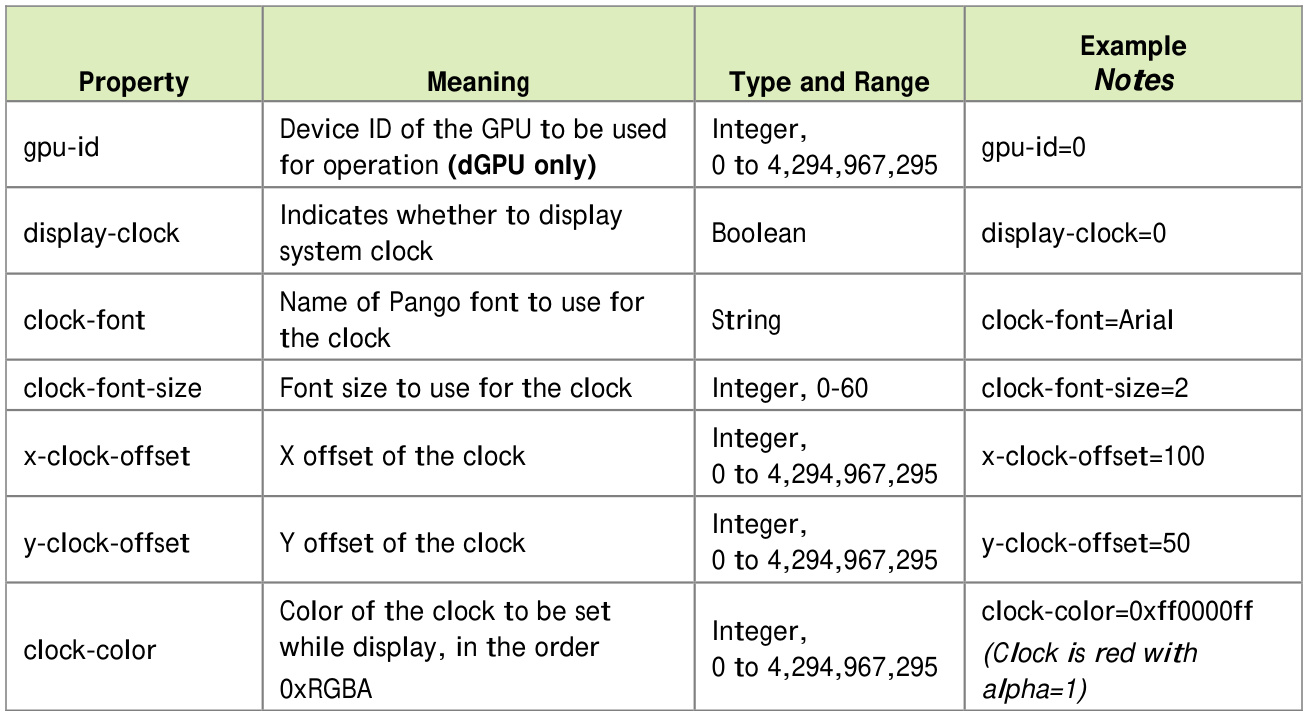 Property
Meaning
Type and Range
Example
Notes
gpu-id
Device ID of the GPU to be used
for operation (dGPU only)
Integer,
0 to 4,294,967,295
gpu-id=0
display-clock
Indicates whether to display
system clock
Boolean
display-clock=0
clock-font
Name of Pango font to use for
the clock
String
clock-font=Arial
clock-font-size
Font size to use for the clock
Integer, 0-60
clock-font-size=2
x-clock-offset
X offset of the clock
Integer,
0 to 4,294,967,295
x-clock-offset=100
y-clock-offset
Y offset of the clock
Integer,
0 to 4,294,967,295
y-clock-offset=50
clock-color
Color of the clock to be set
while display, in the order
0xRGBA
Integer,
0 to 4,294,967,295
clock-color=0xff0000ff
(Clock is red with
alpha=1)